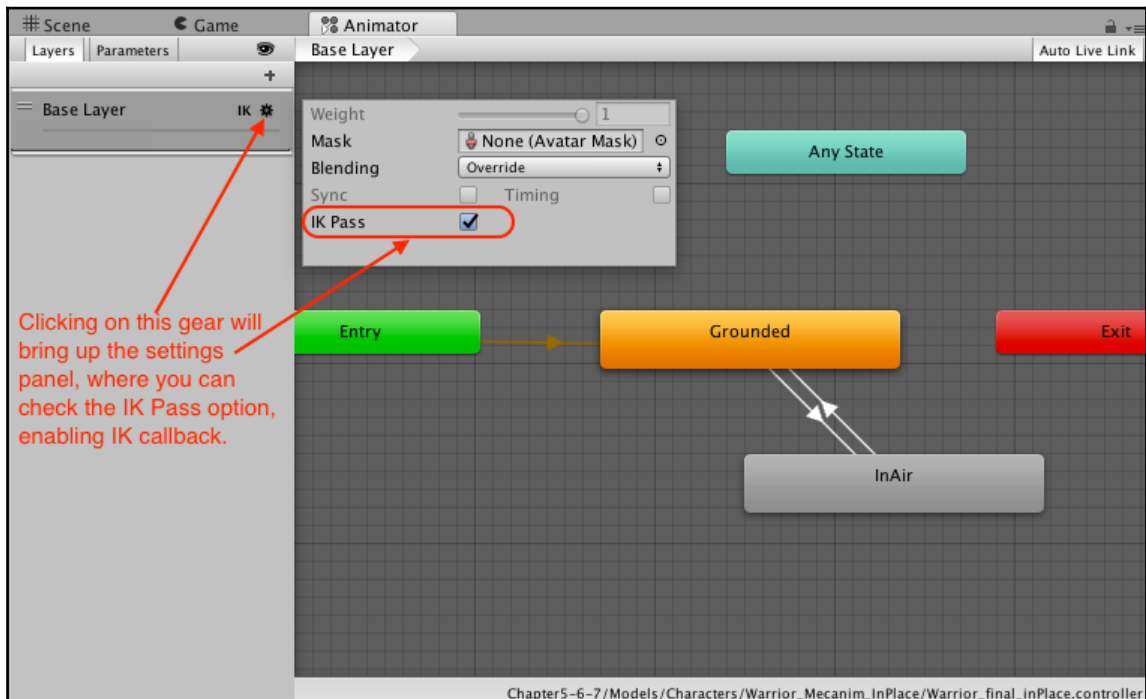 Scene Game Animator
Layers Parameters Base Layer Auto Live Link
+
Base Layer IK
Weight 1
Mask None (Avatar Mask)
Blending Override
Sync Timing
IK Pass
Any State
Clicking on this gear will
bring up the settings
panel, where you can
check the IK Pass option,
enabling IK callback.
Entry Grounded Exit
InAir
Chapter5-6-7/Models/Characters/Warrior_Mecanim_InPlace/Warrior_final_inPlace.controller